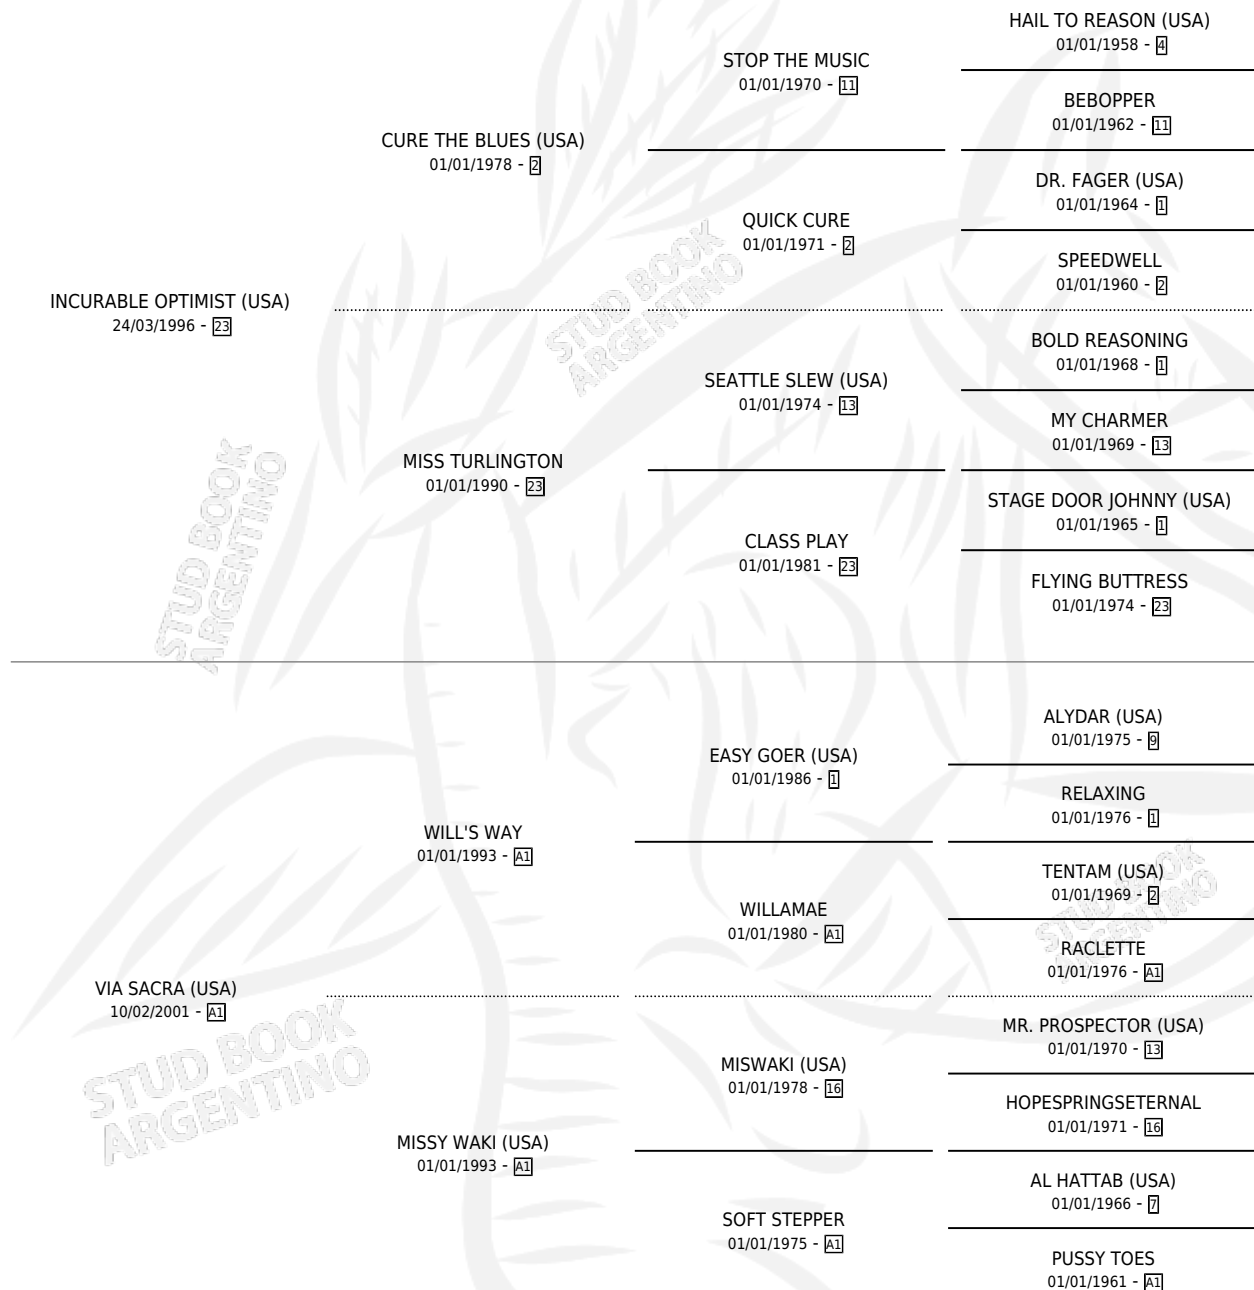 HAIL TO REASON (USA)
01/01/1958 - 4
STOP THE MUSIC
01/01/1970 - 11
BEBOPPER
01/01/1962 - 11
CURE THE BLUES (USA)
01/01/1978 - 2
DR. FAGER (USA)
01/01/1964 - 1
QUICK CURE
01/01/1971 - 2
SPEEDWELL
01/01/1960 - 2
INCURABLE OPTIMIST (USA)
24/03/1996 - 23
BOLD REASONING
01/01/1968 - 1
SEATTLE SLEW (USA)
01/01/1974 - 13
MY CHARMER
01/01/1969 - 13
MISS TURLINGTON
01/01/1990 - 23
STAGE DOOR JOHNNY (USA)
01/01/1965 - 1
CLASS PLAY
01/01/1981 - 23
FLYING BUTTRESS
01/01/1974 - 23
ALYDAR (USA)
01/01/1975 - 9
EASY GOER (USA)
01/01/1986 - 1
RELAXING
01/01/1976 - 1
WILL'S WAY
01/01/1993 - A1
TENTAM (USA)
01/01/1969 - 2
WILLAMAE
01/01/1980 - A1
RACLETTE
01/01/1976 - A1
VIA SACRA (USA)
10/02/2001 - A1
MR. PROSPECTOR (USA)
01/01/1970 - 13
MISWAKI (USA)
01/01/1978 - 16
HOPESPRINGSETERNAL
01/01/1971 - 16
MISSY WAKI (USA)
01/01/1993 - A1
AL HATTAB (USA)
01/01/1966 - 7
SOFT STEPPER
01/01/1975 - A1
PUSSY TOES
01/01/1961 - A1
STUD BOOK
ARGENTINO
STUD BOOK
ARGENTINO
STUD BOOK
ARGENTINO
STUD BOOK
ARGENTINO